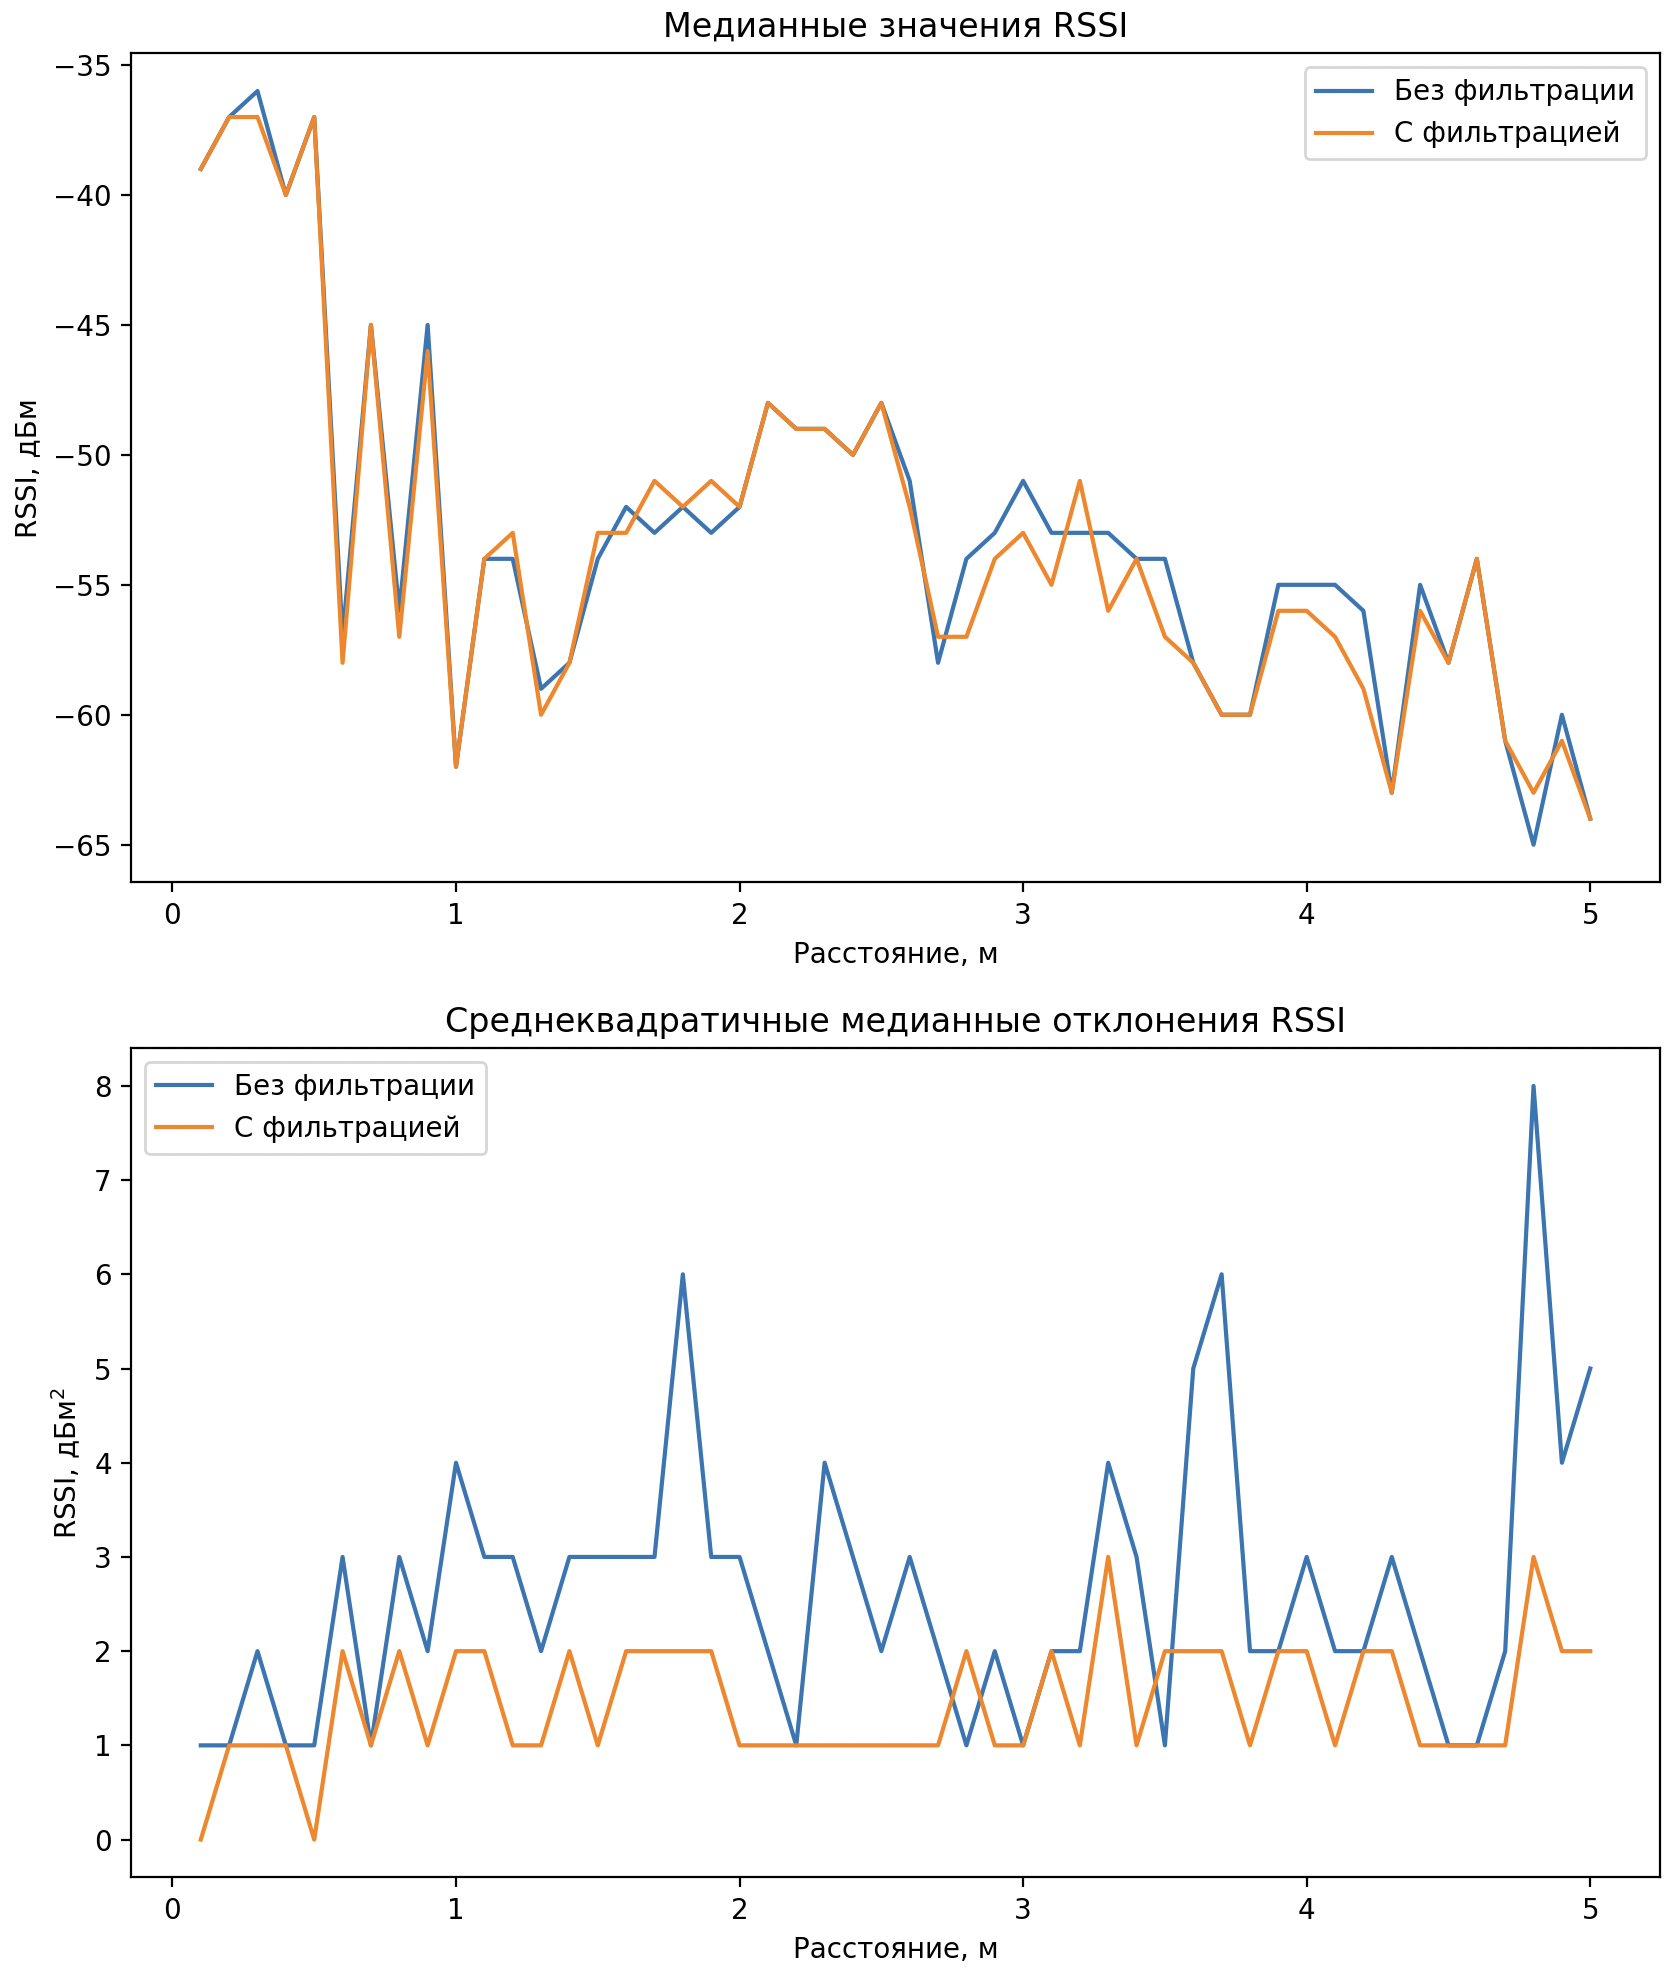 Медианные значения RSSI
−35
−40
−45
−50
−55
−60
−65
RSSI, дБм
Без фильтрации
С фильтрацией
0 1 2 3 4 5
Расстояние, м
Среднеквадратичные медианные отклонения RSSI
8
7
6
5
4
3
2
1
0
RSSI, дБм²
Без фильтрации
С фильтрацией
0 1 2 3 4 5
Расстояние, м